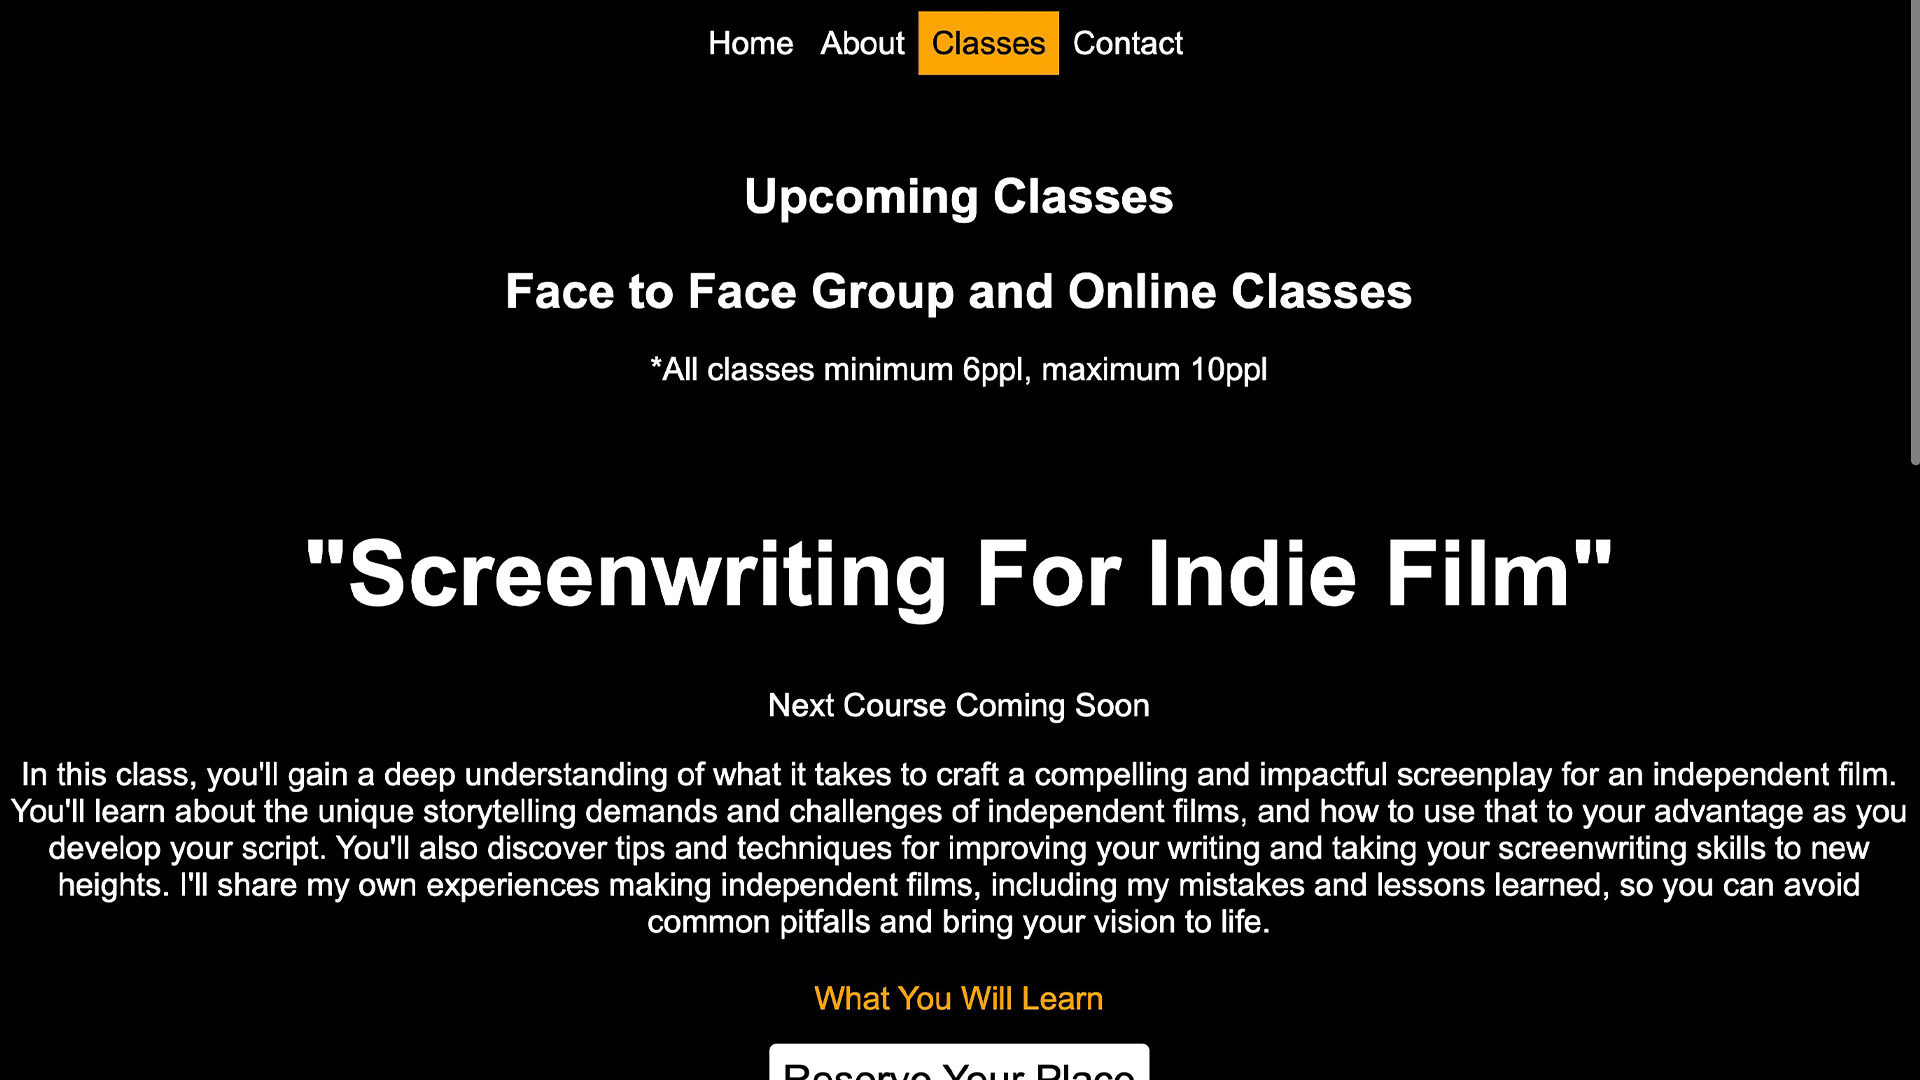 Home About Classes Contact
Upcoming Classes
Face to Face Group and Online Classes
*All classes minimum 6ppl, maximum 10ppl
"Screenwriting For Indie Film"
Next Course Coming Soon
In this class, you'll gain a deep understanding of what it takes to craft a compelling and impactful screenplay for an independent film.
You'll learn about the unique storytelling demands and challenges of independent films, and how to use that to your advantage as you
develop your script. You'll also discover tips and techniques for improving your writing and taking your screenwriting skills to new
heights. I'll share my own experiences making independent films, including my mistakes and lessons learned, so you can avoid
common pitfalls and bring your vision to life.
What You Will Learn
Reserve Your Place